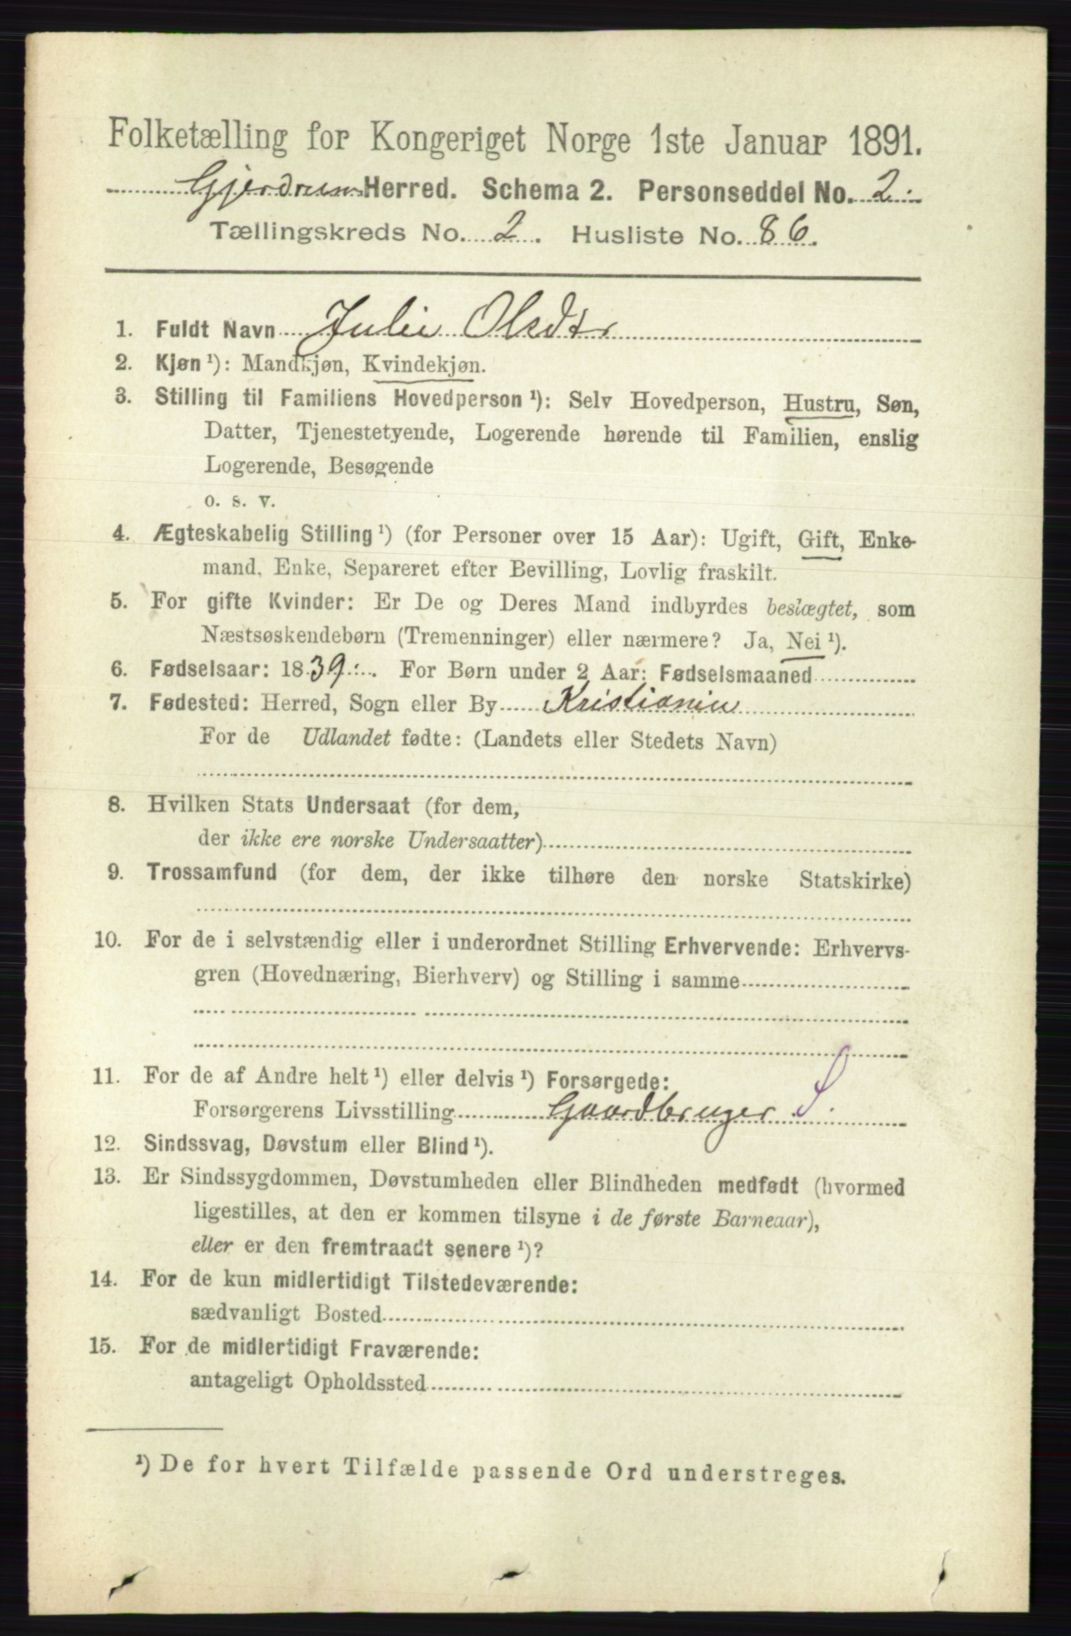 Folketælling for Kongeriget Norge 1ste Januar 1891.
Gjerdrum Herred. Schema 2. Personseddel No. 2.
Tællingskreds No. 2. Husliste No. 86.
1. Fuldt Navn Julie Olsdtr
2. Kjøn ¹): Mandkjøn, Kvindekjøn.
3. Stilling til Familiens Hovedperson ¹): Selv Hovedperson, Hustru, Søn,
Datter, Tjenestetyende, Logerende hørende til Familien, enslig
Logerende, Besøgende
o. s. v.
4. Ægteskabelig Stilling ¹) (for Personer over 15 Aar): Ugift, Gift, Enke-
mand, Enke, Separeret efter Bevilling, Lovlig fraskilt.
5. For gifte Kvinder: Er De og Deres Mand indbyrdes beslægtet, som
Næstsøskendebørn (Tremenninger) eller nærmere? Ja, Nei ¹).
6. Fødselsaar: 1839. For Børn under 2 Aar: Fødselsmaaned
7. Fødested: Herred, Sogn eller By Kristiania
For de Udlandet fødte: (Landets eller Stedets Navn)
8. Hvilken Stats Undersaat (for dem,
der ikke ere norske Undersaatter)
9. Trossamfund (for dem, der ikke tilhøre den norske Statskirke)
10. For de i selvstændig eller i underordnet Stilling Erhvervende: Erhvervs-
gren (Hovednæring, Bierhverv) og Stilling i samme
11. For de af Andre helt ¹) eller delvis ¹) Forsørgede:
Forsørgerens Livsstilling Gaardbruger S.
12. Sindssvag, Døvstum eller Blind ¹).
13. Er Sindssygdommen, Døvstumheden eller Blindheden medfødt (hvormed
ligestilles, at den er kommen tilsyne i de første Barneaar),
eller er den fremtraadt senere ¹)?
14. For de kun midlertidigt Tilstedeværende:
sædvanligt Bosted
15. For de midlertidigt Fraværende:
antageligt Opholdssted
¹) De for hvert Tilfælde passende Ord understreges.